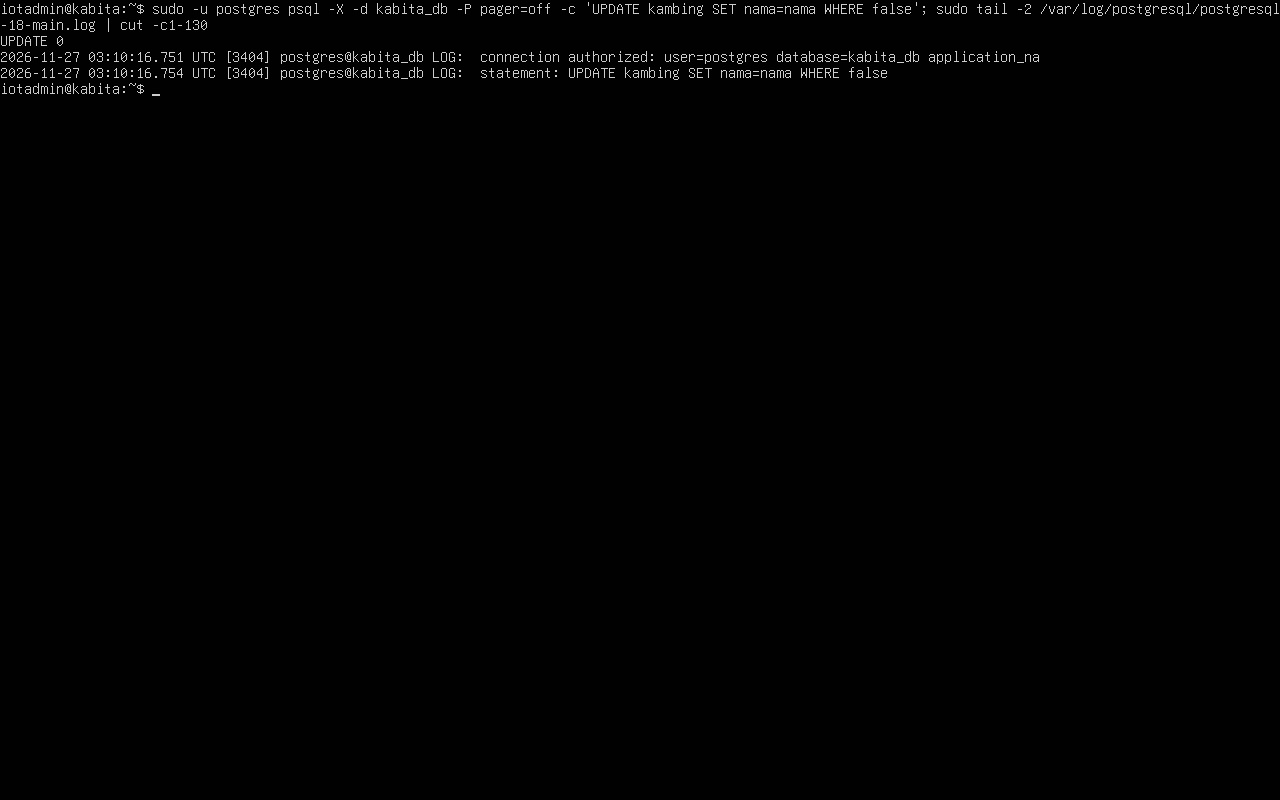 iotadmin@kabita:~$ sudo -u postgres psql -X -d kabita_db -P pager=off -c 'UPDATE kambing SET nama=nama WHERE false'; sudo tail -2 /var/log/postgresql/postgresql
-18-main.log | cut -c1-130
UPDATE 0
2026-11-27 03:10:16.751 UTC [3404] postgres@kabita_db LOG:  connection authorized: user=postgres database=kabita_db application_na
2026-11-27 03:10:16.754 UTC [3404] postgres@kabita_db LOG:  statement: UPDATE kambing SET nama=nama WHERE false
iotadmin@kabita:~$ _